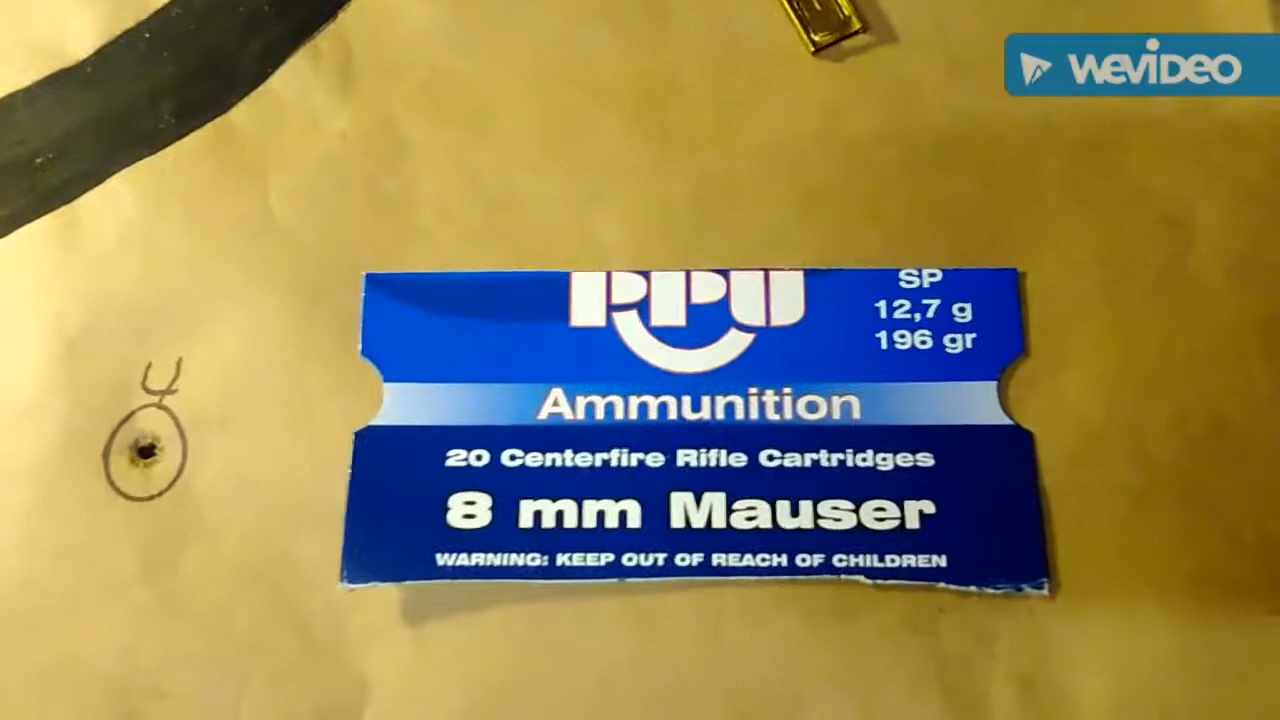 WEVIDEO
PPU
SP
12,7 g
196 gr
4
Ammunition
20 Centerfire Rifle Cartridges
8 mm Mauser
WARNING: KEEP OUT OF REACH OF CHILDREN